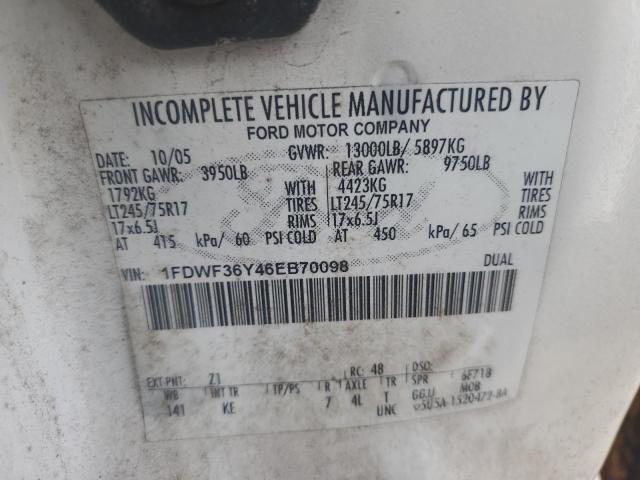 INCOMPLETE VEHICLE MANUFACTURED BY
FORD MOTOR COMPANY
10/05 GVWR: 13000LB/ 5897KG
FRONT GAWR: 3950LB REAR GAWR: 9750LB
1792KG WITH 4423KG WITH
LT245/75R17 TIRES LT245/75R17 TIRES
17x6.5J RIMS 17x6.5J RIMS
AT 415 kPa/ 60 PSI COLD AT 450 kPa/ 65 PSI COLD
VIN: 1FDWF36Y46EB70098 DUAL
EXT PNT: Z1 RC: 48 DSO:
WB INT TR TP/PS R AXLE TR SPR 6F718
141 KE 7 4L T GGJJ MOB
UNC